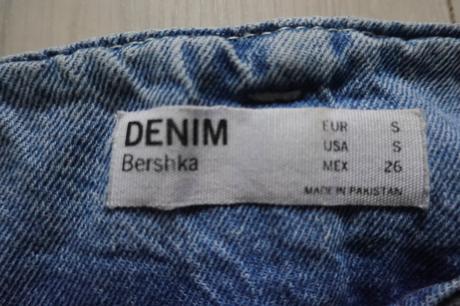 DENIM
Bershka
EUR S
USA S
MEX 26
MADE IN PAKISTAN